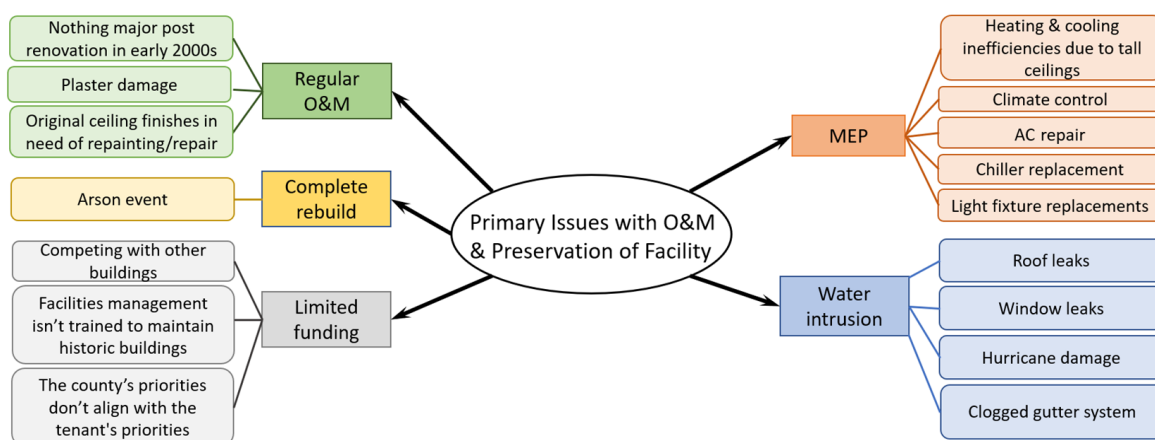 Nothing major post
renovation in early 2000s
Plaster damage
Original ceiling finishes in
need of repainting/repair
Regular
O&M
Arson event
Complete
rebuild
Competing with other
buildings
Facilities management
isn't trained to maintain
historic buildings
The county's priorities
don't align with the
tenant's priorities
Limited
funding
Primary Issues with O&M
& Preservation of Facility
MEP
Heating & cooling
inefficiencies due to tall
ceilings
Climate control
AC repair
Chiller replacement
Light fixture replacements
Water
intrusion
Roof leaks
Window leaks
Hurricane damage
Clogged gutter system